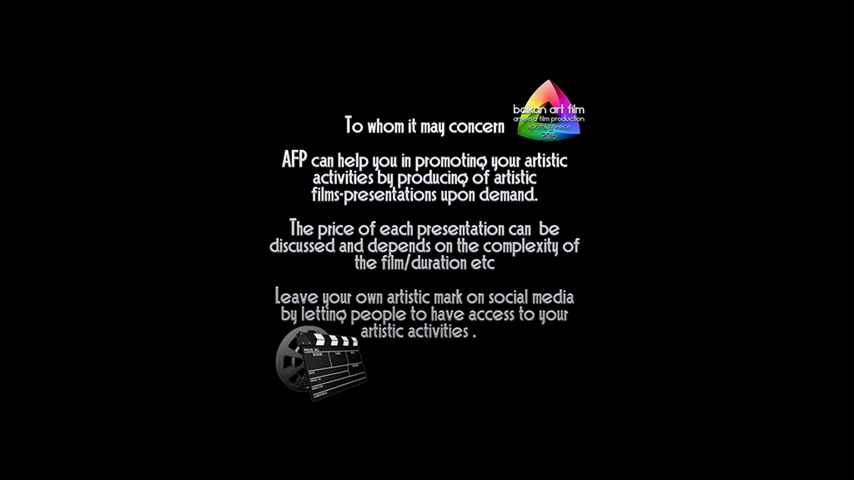 To whom it may concern
balkan art film
AFP can help you in promoting your artistic
activities by producing of artistic
films-presentations upon demand.
The price of each presentation can be
discussed and depends on the complexity of
the film/duration etc
Leave your own artistic mark on social media
by letting people to have access to your
artistic activities .